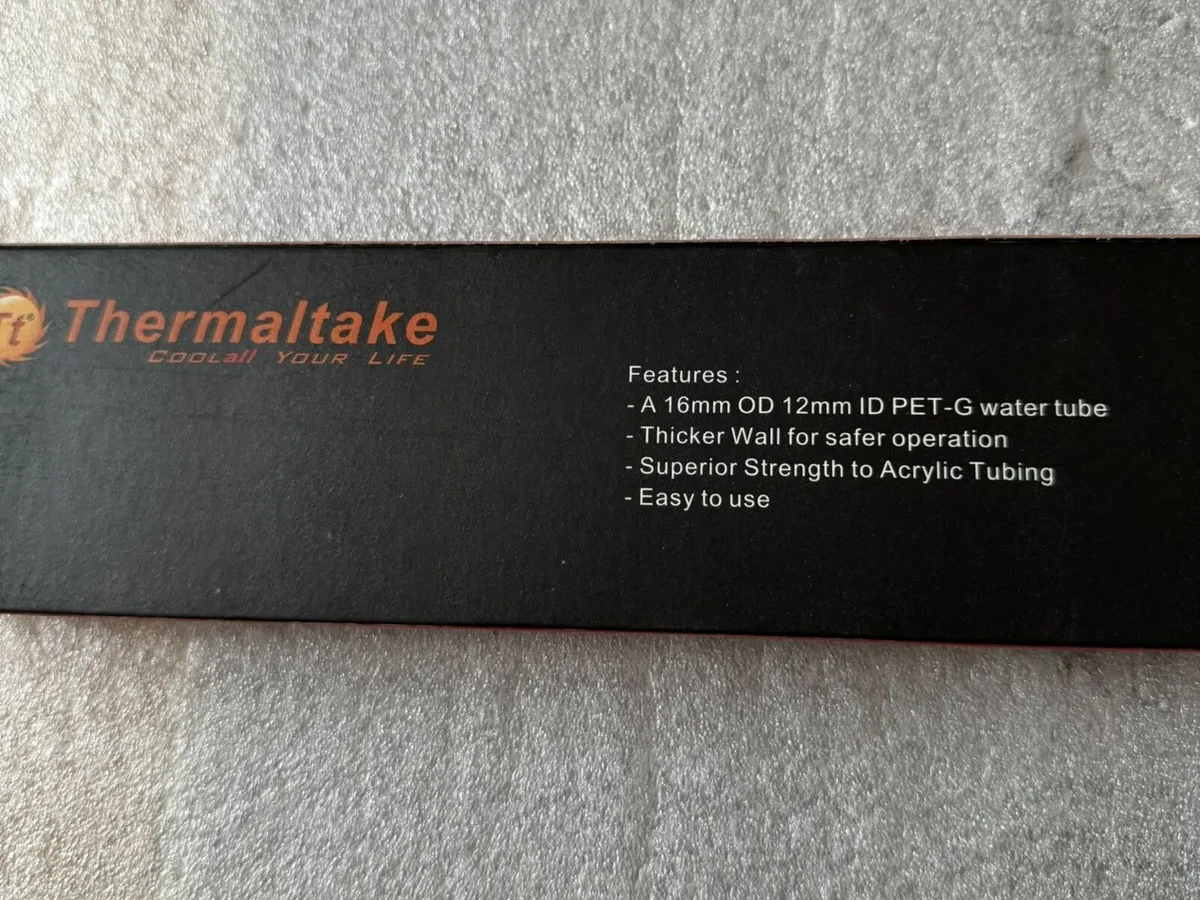 Tt®
Thermaltake
COOLall YOUR LIFE
Features :
- A 16mm OD 12mm ID PET-G water tube
- Thicker Wall for safer operation
- Superior Strength to Acrylic Tubing
- Easy to use